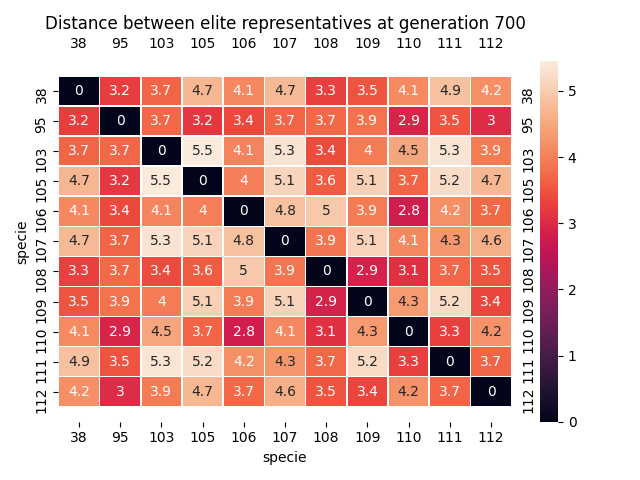 Distance between elite representatives at generation 700
38 95 103 105 106 107 108 109 110 111 112
38 0 3.2 3.7 4.7 4.1 4.7 3.3 3.5 4.1 4.9 4.2 38
95 3.2 0 3.7 3.2 3.4 3.7 3.7 3.9 2.9 3.5 3 95
103 3.7 3.7 0 5.5 4.1 5.3 3.4 4 4.5 5.3 3.9 103
105 4.7 3.2 5.5 0 4 5.1 3.6 5.1 3.7 5.2 4.7 105
106 4.1 3.4 4.1 4 0 4.8 5 3.9 2.8 4.2 3.7 106
107 4.7 3.7 5.3 5.1 4.8 0 3.9 5.1 4.1 4.3 4.6 107
108 3.3 3.7 3.4 3.6 5 3.9 0 2.9 3.1 3.7 3.5 108
109 3.5 3.9 4 5.1 3.9 5.1 2.9 0 4.3 5.2 3.4 109
110 4.1 2.9 4.5 3.7 2.8 4.1 3.1 4.3 0 3.3 4.2 110
111 4.9 3.5 5.3 5.2 4.2 4.3 3.7 5.2 3.3 0 3.7 111
112 4.2 3 3.9 4.7 3.7 4.6 3.5 3.4 4.2 3.7 0 112
38 95 103 105 106 107 108 109 110 111 112
specie
specie
5
4
3
2
1
0